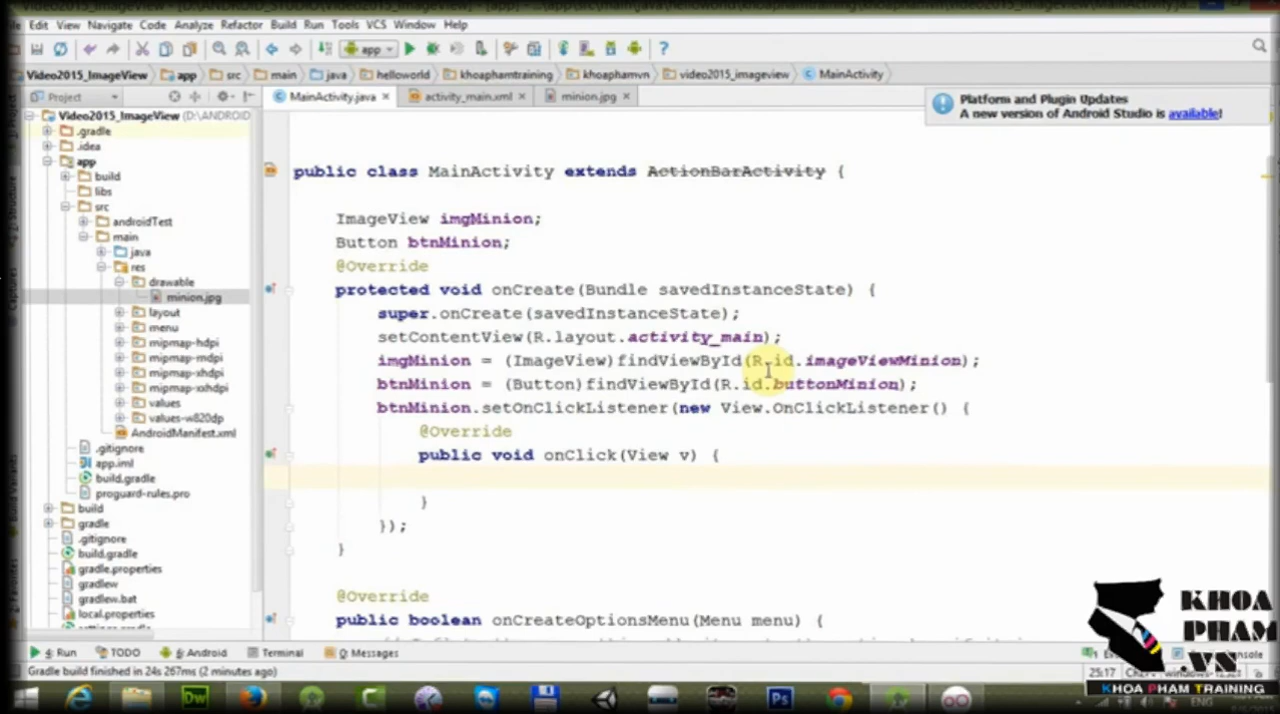 File Edit View Navigate Code Analyze Refactor Build Run Tools VCS Window Help
app
Video2015_ImageView app src main java helloworld khoaphamtraining khoaphamvn video2015_imageview MainActivity
Project
MainActivity.java activity_main.xml minion.jpg
Platform and Plugin Updates
A new version of Android Studio is available!
Video2015_ImageView (D:\ANDROID
.gradle
.idea
app
build
libs
src
androidTest
main
java
res
drawable
minion.jpg
layout
menu
mipmap-hdpi
mipmap-mdpi
mipmap-xhdpi
mipmap-xxhdpi
values
values-w820dp
AndroidManifest.xml
.gitignore
app.iml
build.gradle
proguard-rules.pro
build
gradle
.gitignore
build.gradle
gradle.properties
gradlew
gradlew.bat
local.properties
public class MainActivity extends ActionBarActivity {
ImageView imgMinion;
Button btnMinion;
@Override
protected void onCreate(Bundle savedInstanceState) {
super.onCreate(savedInstanceState);
setContentView(R.layout.activity_main);
imgMinion = (ImageView)findViewById(R.id.imageViewMinion);
btnMinion = (Button)findViewById(R.id.buttonMinion);
btnMinion.setOnClickListener(new View.OnClickListener() {
@Override
public void onClick(View v) {
}
});
}
@Override
public boolean onCreateOptionsMenu(Menu menu) {
4: Run TODO 6: Android Terminal 0: Messages
Gradle build finished in 24s 267ms (2 minutes ago)
25:17
KHOA
PHAM
.VN
KHOA PHAM TRAINING